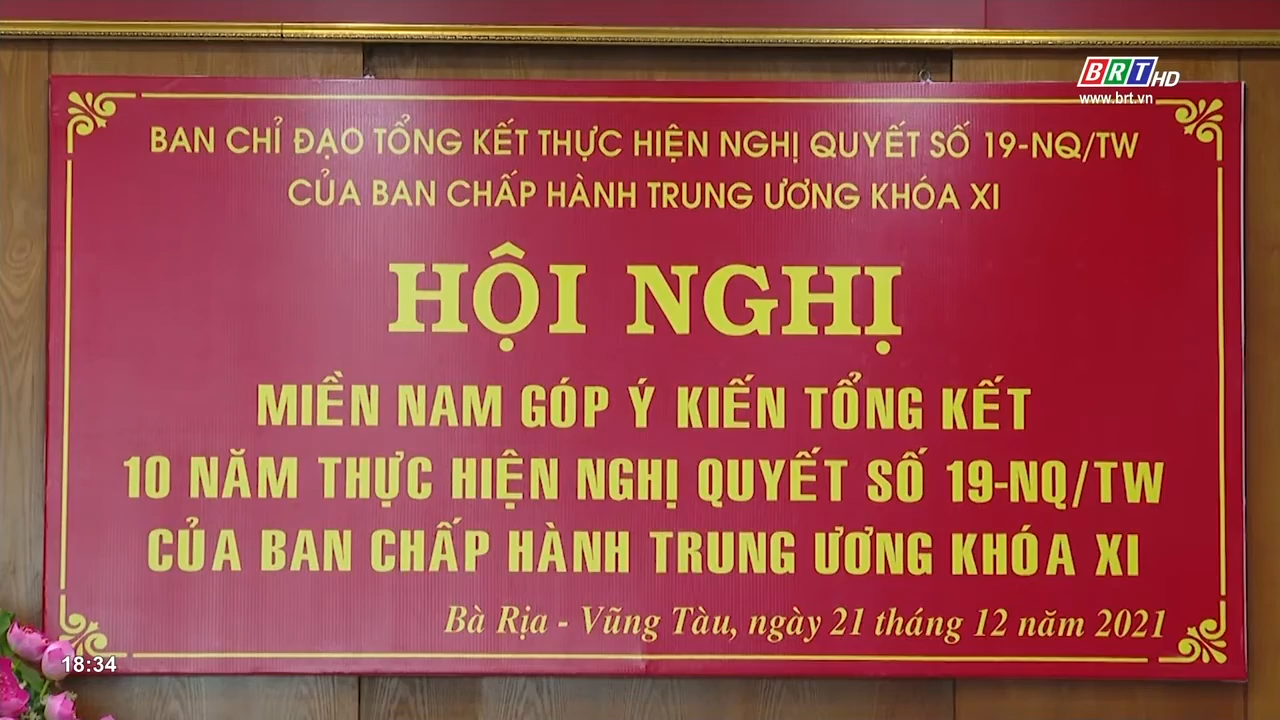 BRT HD
www.brt.vn
BAN CHỈ ĐẠO TỔNG KẾT THỰC HIỆN NGHỊ QUYẾT SỐ 19-NQ/TW
CỦA BAN CHẤP HÀNH TRUNG ƯƠNG KHÓA XI
HỘI NGHỊ
MIỀN NAM GÓP Ý KIẾN TỔNG KẾT
10 NĂM THỰC HIỆN NGHỊ QUYẾT SỐ 19-NQ/TW
CỦA BAN CHẤP HÀNH TRUNG ƯƠNG KHÓA XI
Bà Rịa - Vũng Tàu, ngày 21 tháng 12 năm 2021
18:34